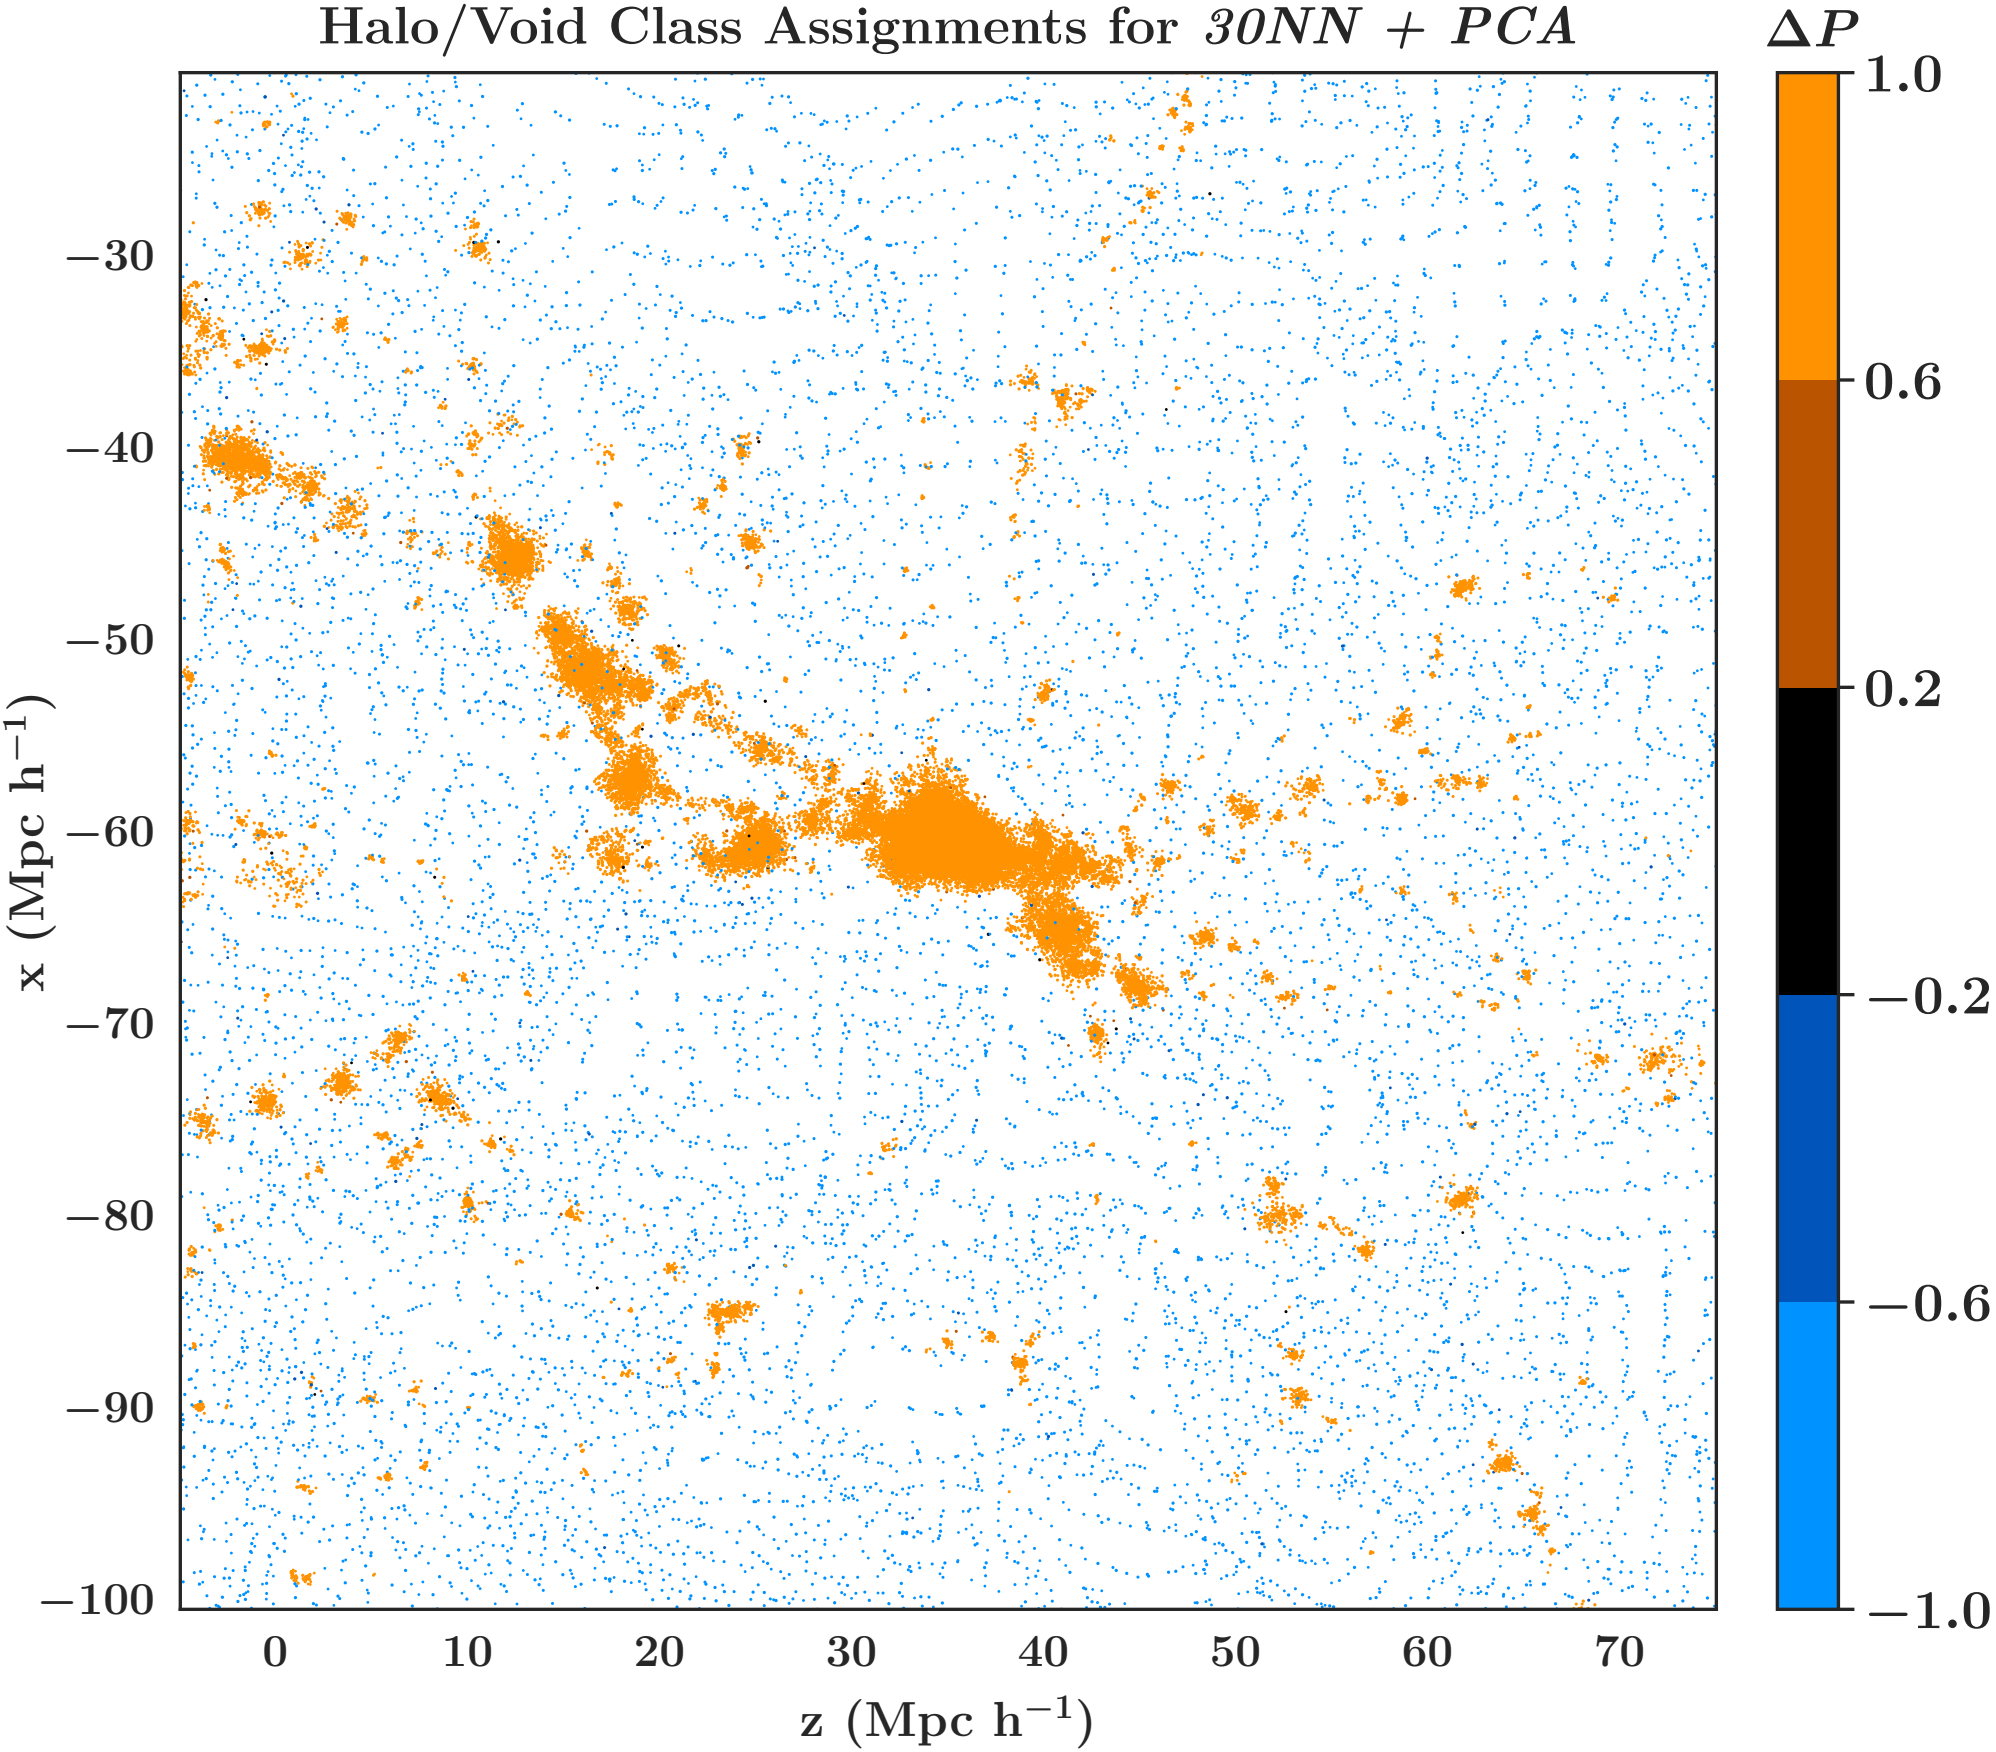 Halo/Void Class Assignments for 30NN + PCA
ΔP
1.0
0.6
0.2
−0.2
−0.6
−1.0
x (Mpc h⁻¹)
−30
−40
−50
−60
−70
−80
−90
−100
0 10 20 30 40 50 60 70
z (Mpc h⁻¹)